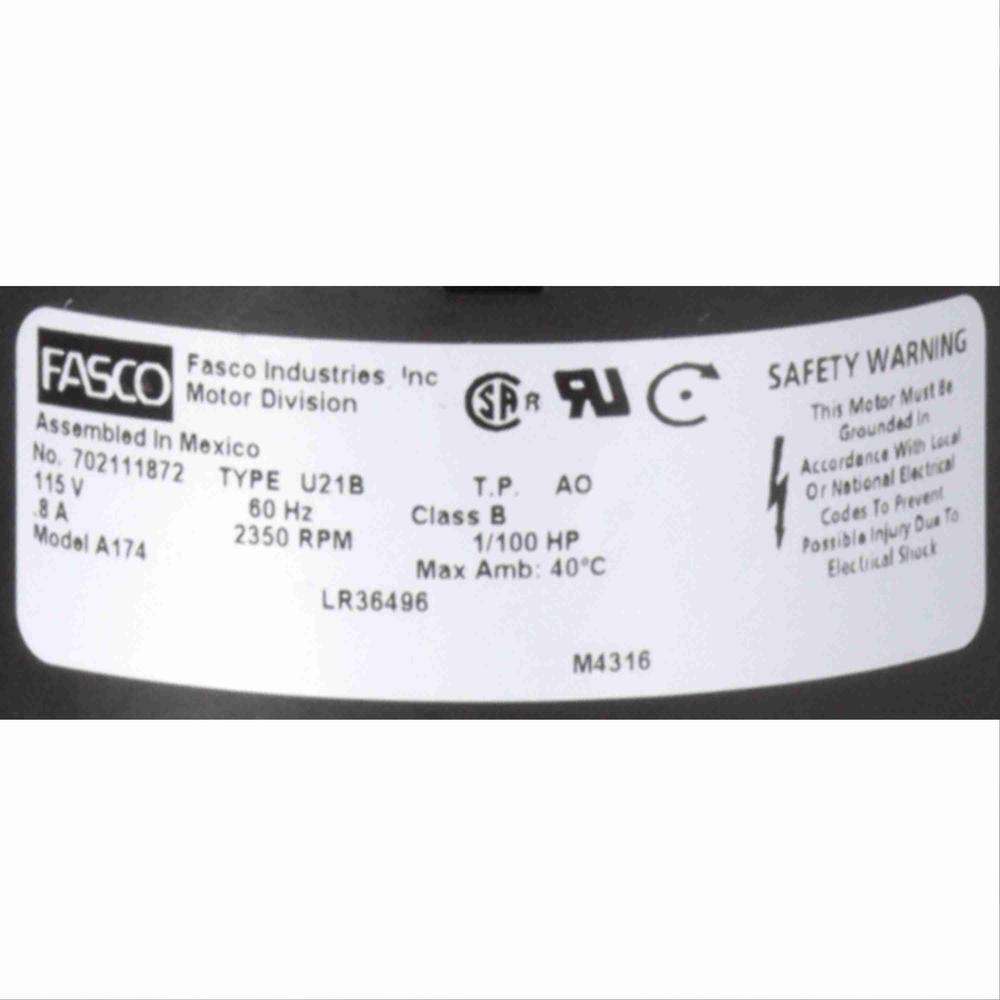 FASCO
Fasco Industries, Inc
Motor Division
Assembled In Mexico
No. 702111872 TYPE U21B T.P. AO
115 V 60 Hz Class B
.8 A 2350 RPM 1/100 HP
Model A174 Max Amb: 40°C
LR36496
M4316
SA R
RU
SAFETY WARNING
This Motor Must Be
Grounded In
Accordance With Local
Or National Electrical
Codes To Prevent
Possible Injury Due To
Electrical Shock